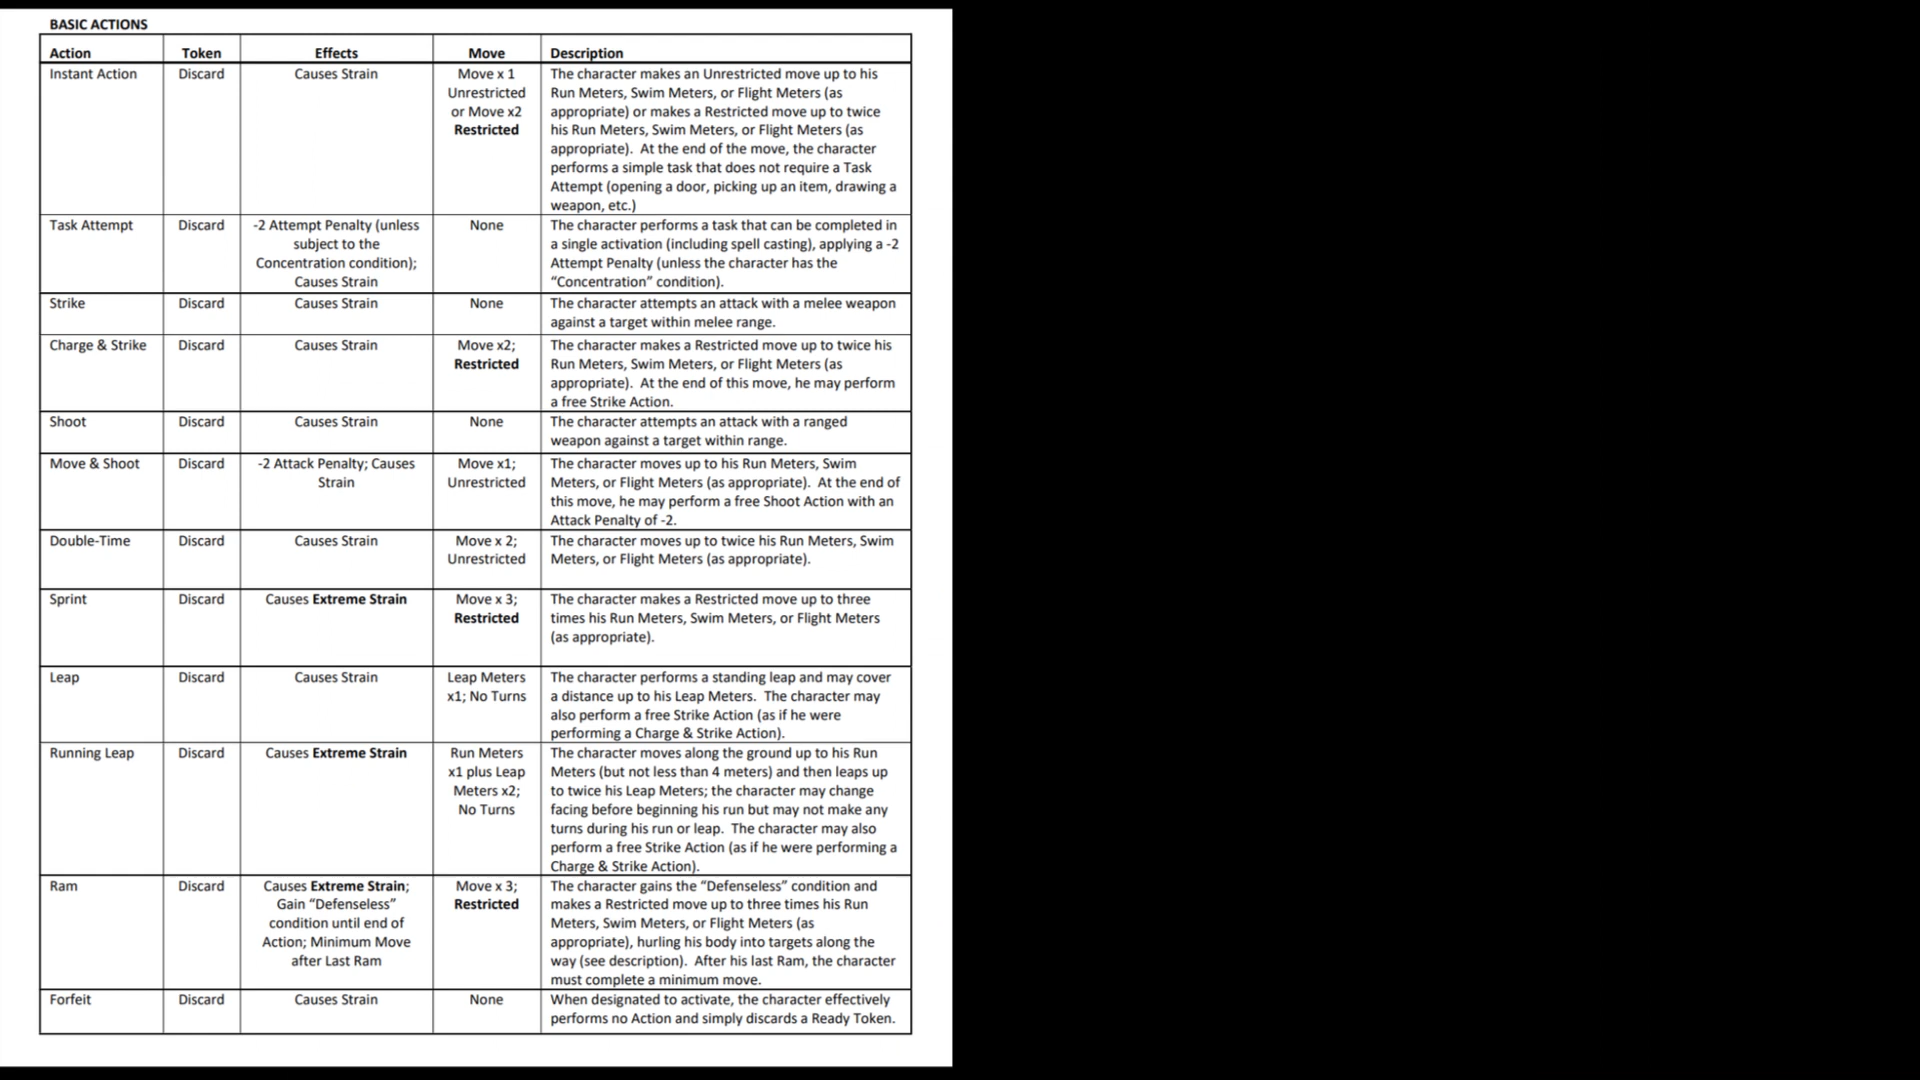 BASIC ACTIONS
Action Token Effects Move Description
Instant Action Discard Causes Strain Move x 1 The character makes an Unrestricted move up to his
Unrestricted Run Meters, Swim Meters, or Flight Meters (as
or Move x2 appropriate) or makes a Restricted move up to twice
Restricted his Run Meters, Swim Meters, or Flight Meters (as
appropriate). At the end of the move, the character
performs a simple task that does not require a Task
Attempt (opening a door, picking up an item, drawing a
weapon, etc.)
Task Attempt Discard -2 Attempt Penalty (unless None The character performs a task that can be completed in
subject to the a single activation (including spell casting), applying a -2
Concentration condition); Attempt Penalty (unless the character has the
Causes Strain “Concentration” condition).
Strike Discard Causes Strain None The character attempts an attack with a melee weapon
against a target within melee range.
Charge & Strike Discard Causes Strain Move x2; The character makes a Restricted move up to twice his
Restricted Run Meters, Swim Meters, or Flight Meters (as
appropriate). At the end of this move, he may perform
a free Strike Action.
Shoot Discard Causes Strain None The character attempts an attack with a ranged
weapon against a target within range.
Move & Shoot Discard -2 Attack Penalty; Causes Move x1; The character moves up to his Run Meters, Swim
Strain Unrestricted Meters, or Flight Meters (as appropriate). At the end of
this move, he may perform a free Shoot Action with an
Attack Penalty of -2.
Double-Time Discard Causes Strain Move x 2; The character moves up to twice his Run Meters, Swim
Unrestricted Meters, or Flight Meters (as appropriate).
Sprint Discard Causes Extreme Strain Move x 3; The character makes a Restricted move up to three
Restricted times his Run Meters, Swim Meters, or Flight Meters
(as appropriate).
Leap Discard Causes Strain Leap Meters The character performs a standing leap and may cover
x1; No Turns a distance up to his Leap Meters. The character may
also perform a free Strike Action (as if he were
performing a Charge & Strike Action).
Running Leap Discard Causes Extreme Strain Run Meters The character moves along the ground up to his Run
x1 plus Leap Meters (but not less than 4 meters) and then leaps up
Meters x2; to twice his Leap Meters; the character may change
No Turns facing before beginning his run but may not make any
turns during his run or leap. The character may also
perform a free Strike Action (as if he were performing a
Charge & Strike Action).
Ram Discard Causes Extreme Strain; Move x 3; The character gains the “Defenseless” condition and
Gain “Defenseless” Restricted makes a Restricted move up to three times his Run
condition until end of Meters, Swim Meters, or Flight Meters (as
Action; Minimum Move appropriate), hurling his body into targets along the
after Last Ram way (see description). After his last Ram, the character
must complete a minimum move.
Forfeit Discard Causes Strain None When designated to activate, the character effectively
performs no Action and simply discards a Ready Token.